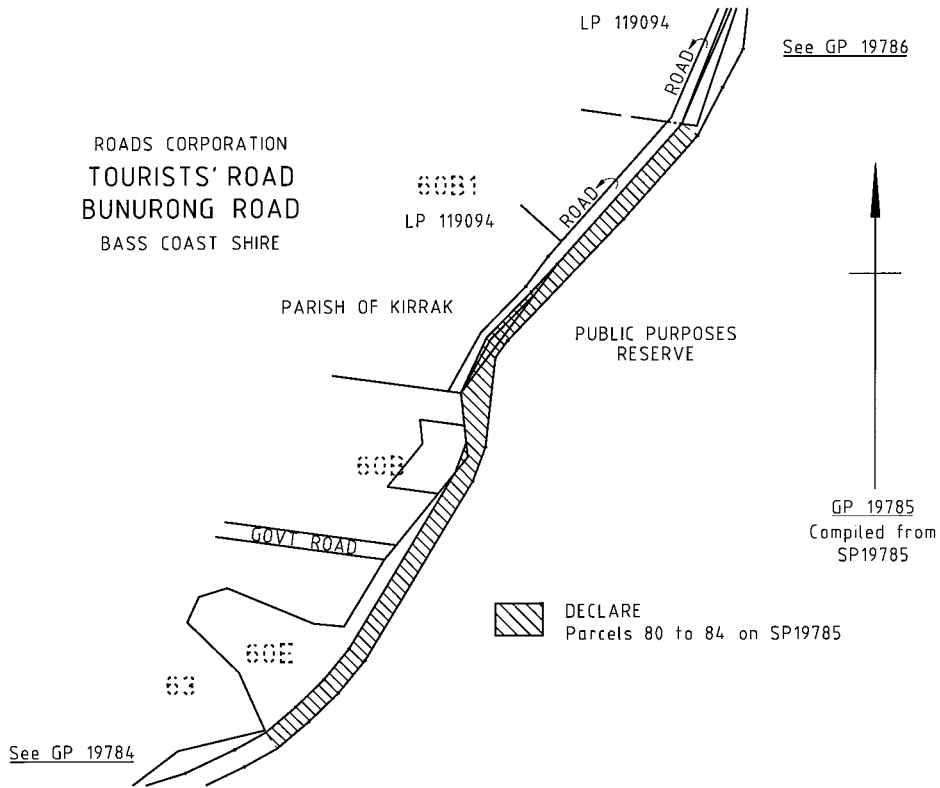 LP 119094
See GP 19786
ROAD
ROADS CORPORATION
TOURISTS' ROAD
BUNURONG ROAD
BASS COAST SHIRE
60B1
LP 119094
ROAD
PARISH OF KIRRAK
PUBLIC PURPOSES
RESERVE
60B
GP 19785
Compiled from
SP19785
GOVT ROAD
DECLARE
Parcels 80 to 84 on SP19785
60E
63
See GP 19784